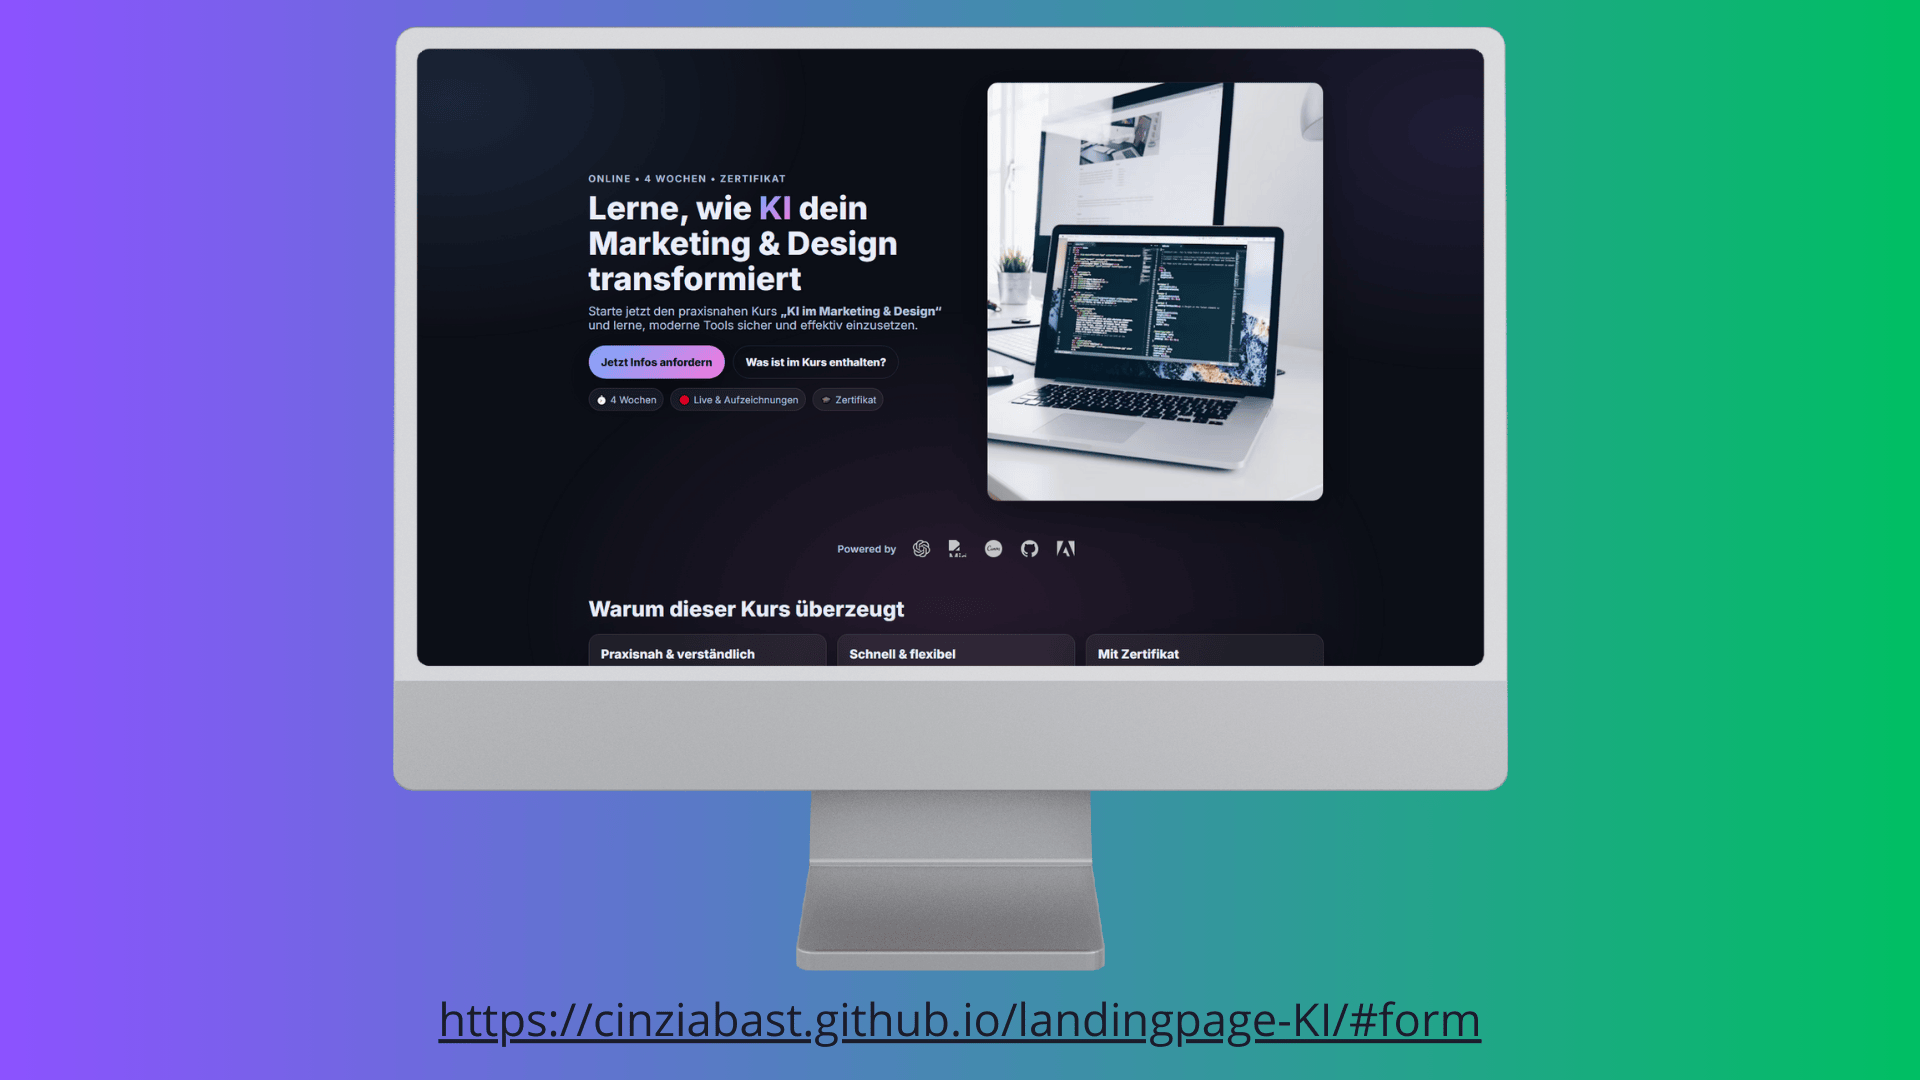 ONLINE • 4 WOCHEN • ZERTIFIKAT
Lerne, wie KI dein
Marketing & Design
transformiert
Starte jetzt den praxisnahen Kurs „KI im Marketing & Design“
und lerne, moderne Tools sicher und effektiv einzusetzen.
Jetzt Infos anfordern
Was ist im Kurs enthalten?
4 Wochen
Live & Aufzeichnungen
Zertifikat
Powered by
Canva
Warum dieser Kurs überzeugt
Praxisnah & verständlich
Schnell & flexibel
Mit Zertifikat
https://cinziabast.github.io/landingpage-KI/#form